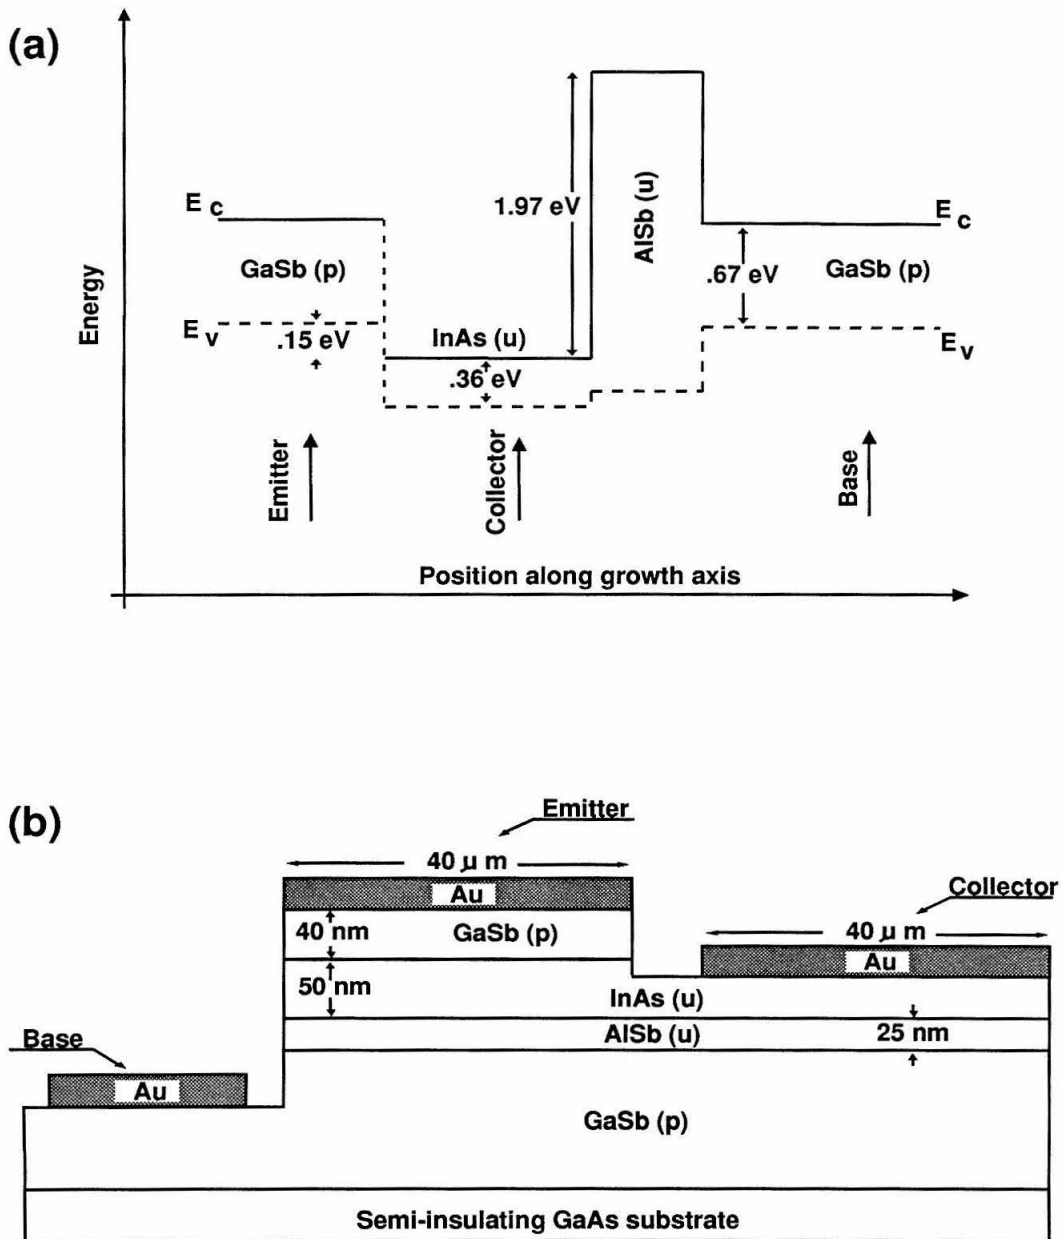 (a)
E c
E c
1.97 eV
AlSb (u)
GaSb (p)
.67 eV
GaSb (p)
Energy
E v
.15 eV
InAs (u)
E v
.36 eV
Emitter
Collector
Base
Position along growth axis
(b)
Emitter
40 μ m
Au
Collector
40 μ m
Au
40 nm
GaSb (p)
50 nm
InAs (u)
AlSb (u)
25 nm
Base
Au
GaSb (p)
Semi-insulating GaAs substrate